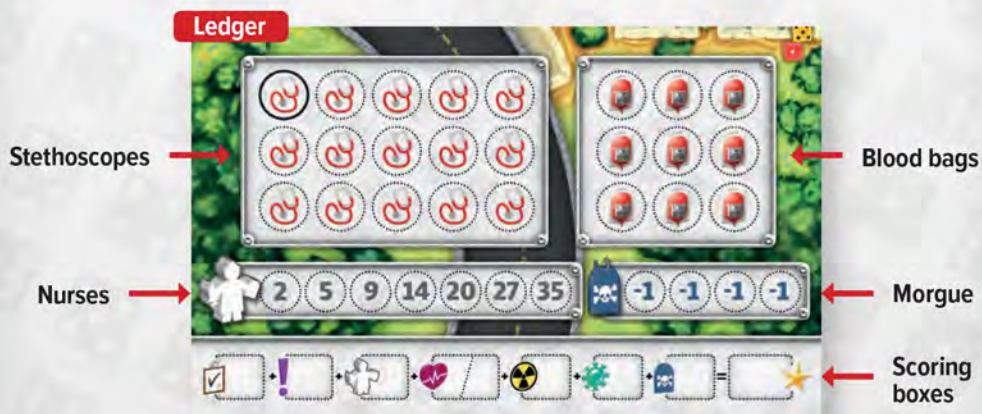 Ledger
Stethoscopes
Blood bags
Nurses
2 5 9 14 20 27 35
-1 -1 -1 -1
Morgue
+ ! + + + + + =
Scoring
boxes